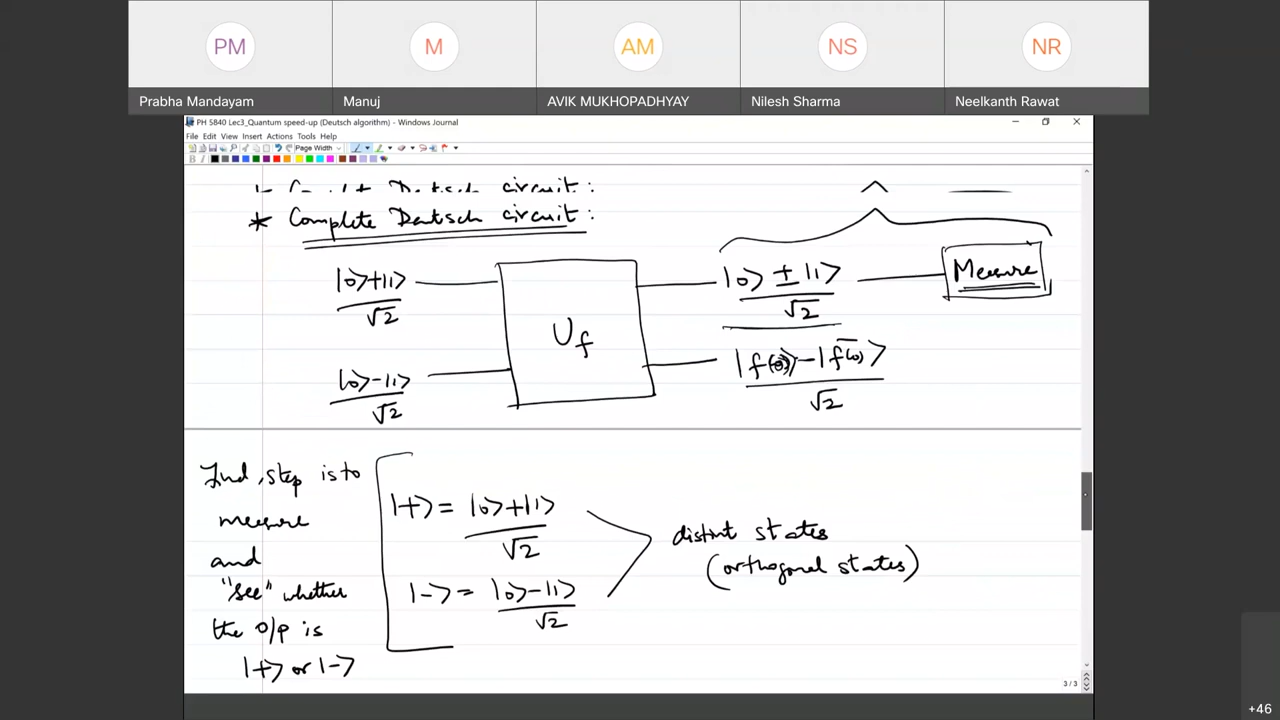 PM
M
AM
NS
NR
Prabha Mandayam
Manuj
AVIK MUKHOPADHYAY
Nilesh Sharma
Neelkanth Rawat
PH 5840 Lec3_Quantum speed-up (Deutsch algorithm) - Windows Journal
File Edit View Insert Actions Tools Help
Page Width
B I
circuit:
* Complete Deutsch circuit:
|0>+|1>
√2
U_f
|0> ± |1>
√2
Measure
|0>-|1>
√2
|f(0)>-|f̄(0)>
√2
step is to
measure
and
"see" whether
the O/p is
|+> or |->
|+> = |0>+|1>
√2
|-> = |0>-|1>
√2
distinct states
(orthogonal states)
3 / 3
+46